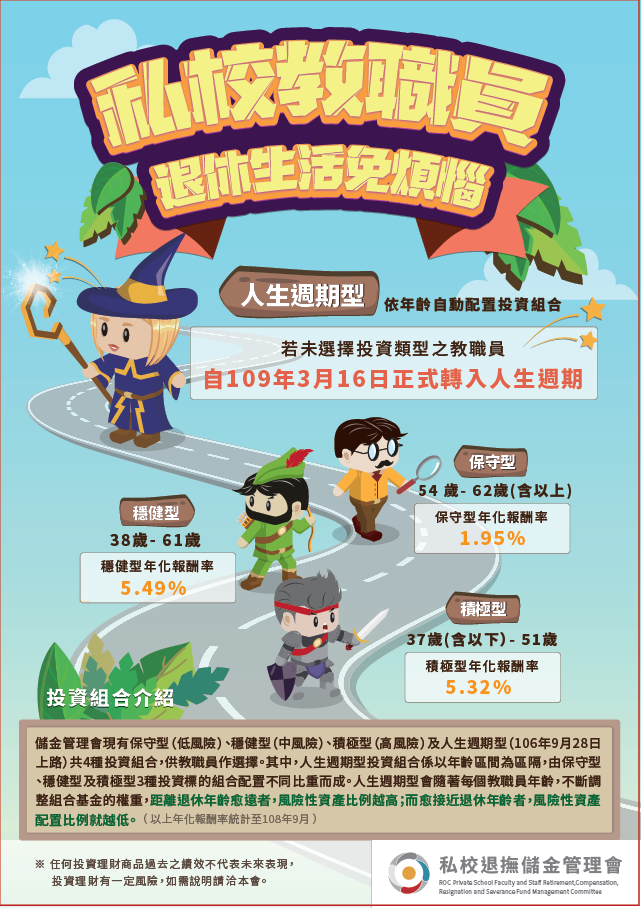 私校教職員
退休生活免煩惱
人生週期型 依年齡自動配置投資組合
若未選擇投資類型之教職員
自109年3月16日正式轉入人生週期
保守型
54 歲- 62歲(含以上)
保守型年化報酬率
1.95%
穩健型
38歲- 61歲
穩健型年化報酬率
5.49%
積極型
37歲(含以下) - 51歲
積極型年化報酬率
5.32%
投資組合介紹
儲金管理會現有保守型(低風險)、穩健型(中風險)、積極型(高風險)及人生週期型(106年9月28日
上路)共4種投資組合,供教職員作選擇。其中,人生週期型投資組合係以年齡區間為區隔,由保守型
、穩健型及積極型3種投資標的組合配置不同比重而成。人生週期型會隨著每個教職員年齡,不斷調
整組合基金的權重,距離退休年齡愈遠者,風險性資產比例越高;而愈接近退休年齡者,風險性資產
配置比例就越低。(以上年化報酬率統計至108年9月)
※ 任何投資理財商品過去之績效不代表未來表現,
投資理財有一定風險,如需說明請洽本會。
私校退撫儲金管理會
ROC Private School Faculty and Staff Retirement,Compensation,
Resignation and Severance Fund Management Committee